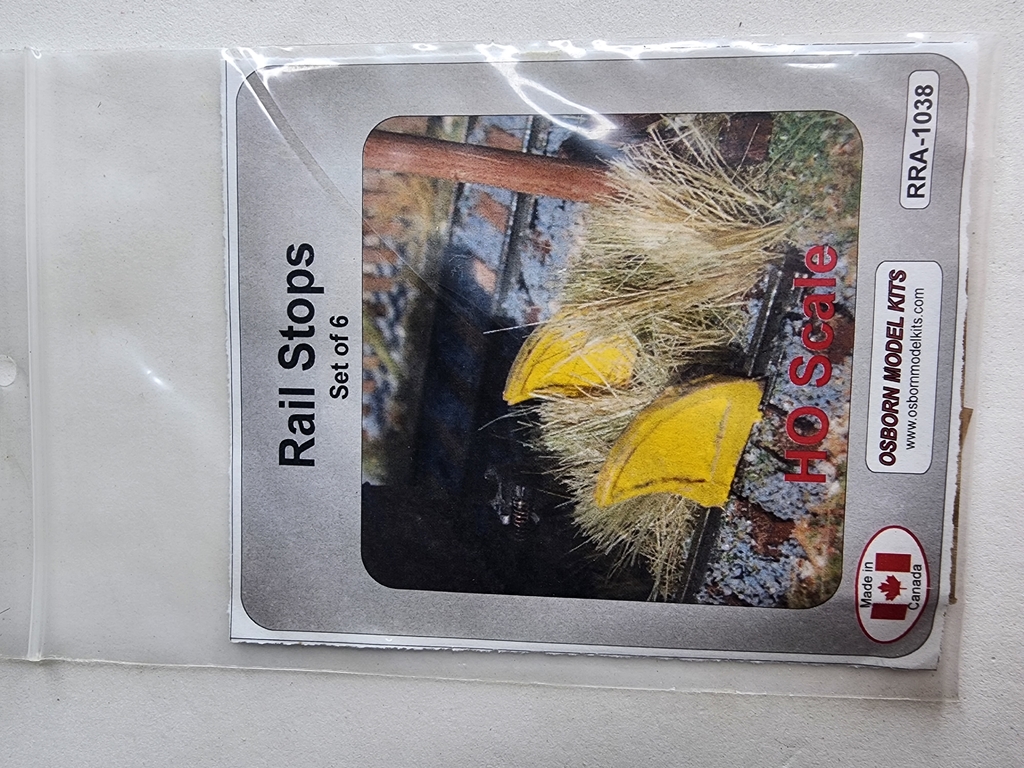 Rail Stops
Set of 6
HO Scale
Made in
Canada
OSBORN MODEL KITS
www.osbornmodelkits.com
RRA-1038